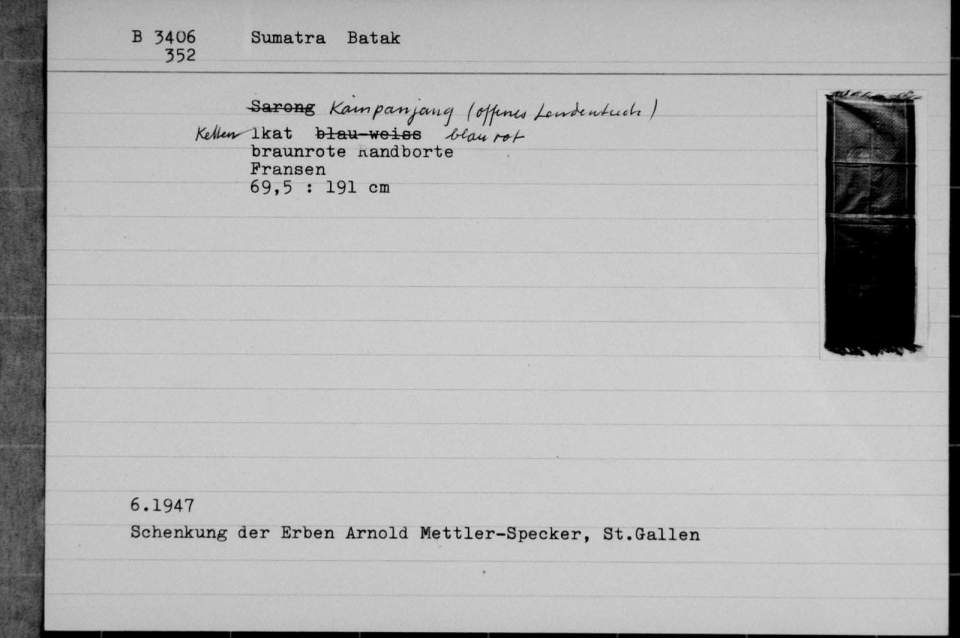 B 3406 Sumatra Batak
352
Sarong Kainpanjang (offenes Lendentuch)
Ketten Ikat blau-weiss blau rot
braunrote Randborte
Fransen
69,5 : 191 cm
6.1947
Schenkung der Erben Arnold Mettler-Specker, St.Gallen